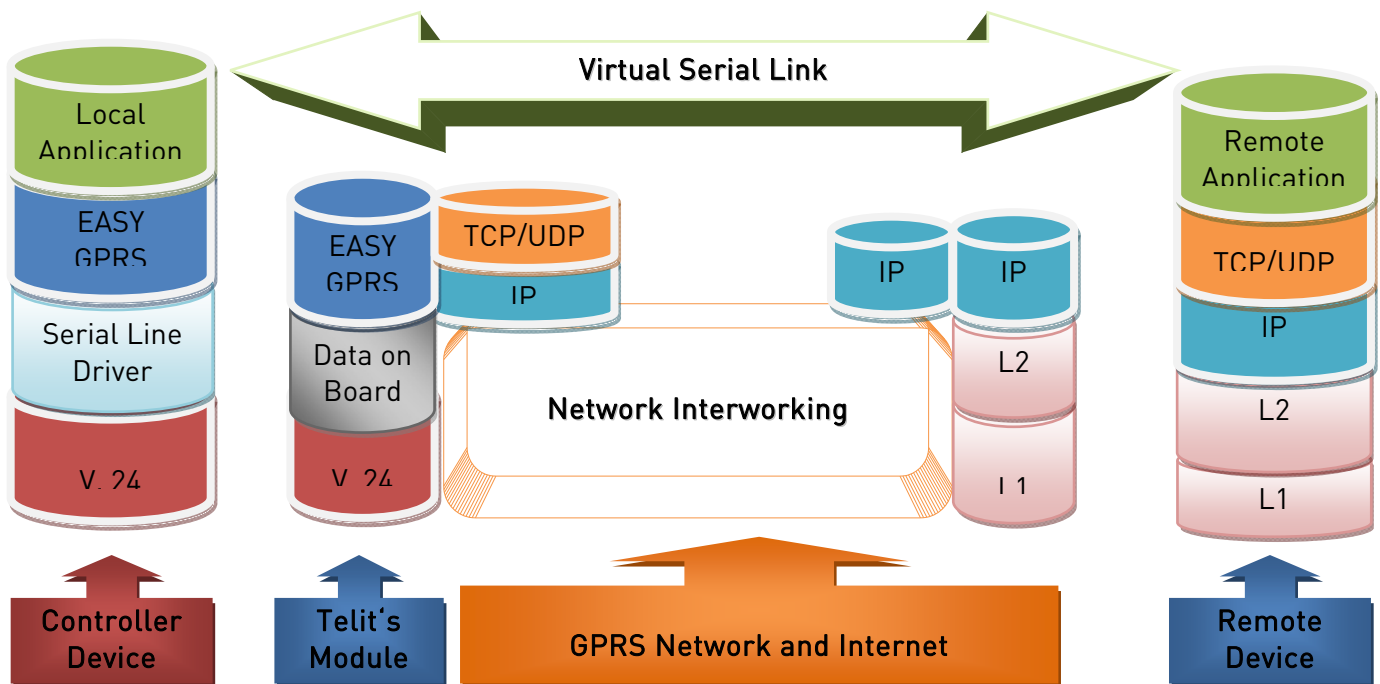 Virtual Serial Link
Local
Application
EASY
GPRS
Serial Line
Driver
V. 24
EASY
GPRS
Data on
Board
V. 24
TCP/UDP
IP
Network Interworking
IP
IP
L2
L1
Remote
Application
TCP/UDP
IP
L2
L1
Controller
Device
Telit‘s
Module
GPRS Network and Internet
Remote
Device